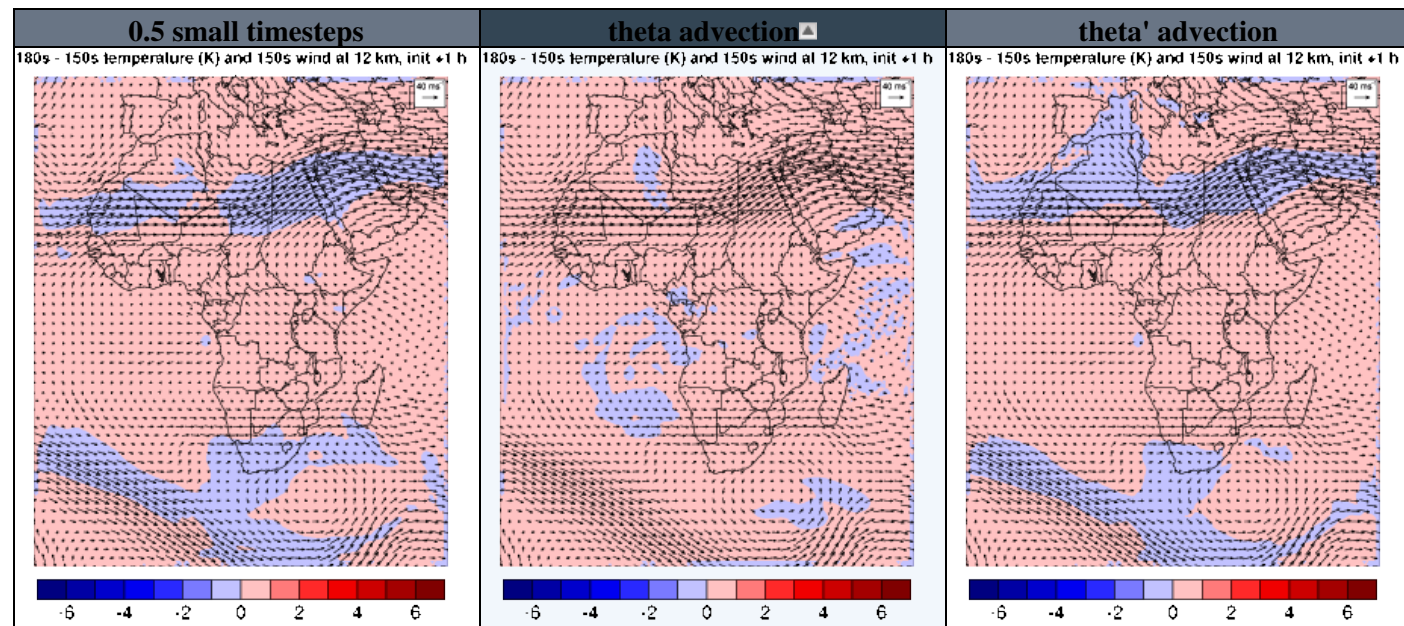 0.5 small timesteps
theta advection
theta' advection
180s - 150s temperature (K) and 150s wind at 12 km, init +1 h
180s - 150s temperature (K) and 150s wind at 12 km, init +1 h
180s - 150s temperature (K) and 150s wind at 12 km, init +1 h
40 ms
40 ms
40 ms
-6 -4 -2 0 2 4 6
-6 -4 -2 0 2 4 6
-6 -4 -2 0 2 4 6